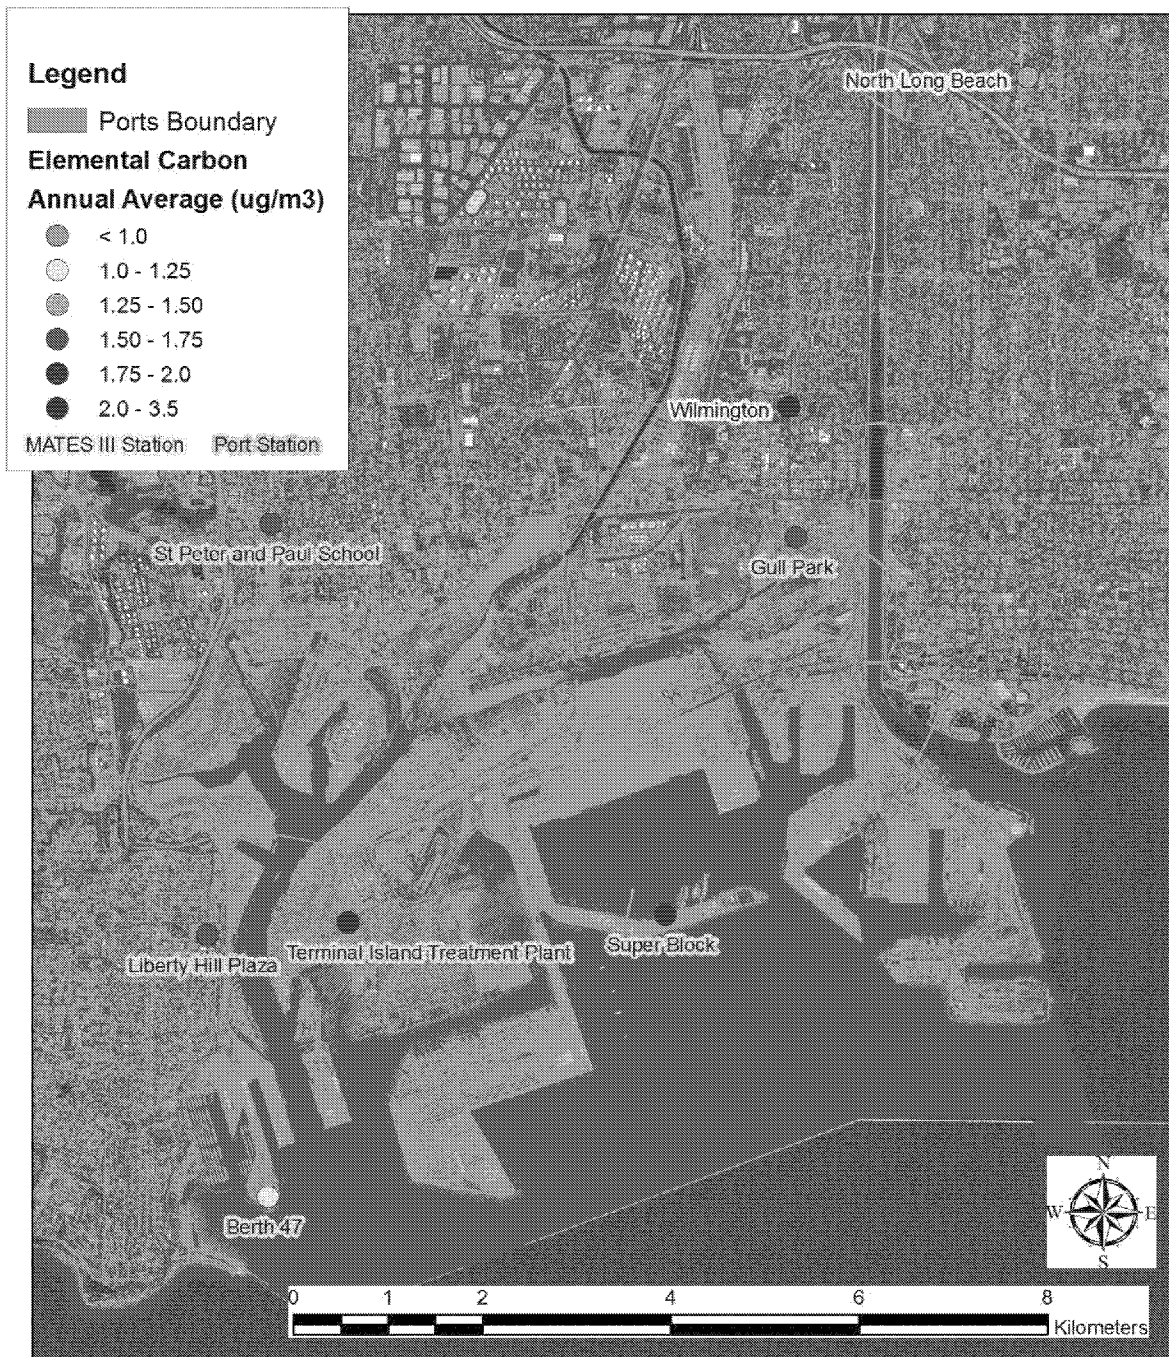 Legend
Ports Boundary
Elemental Carbon
Annual Average (ug/m3)
< 1.0
1.0 - 1.25
1.25 - 1.50
1.50 - 1.75
1.75 - 2.0
2.0 - 3.5
MATES III Station Port Station
North Long Beach
Wilmington
St Peter and Paul School
Gull Park
Super Block
Terminal Island Treatment Plant
Liberty Hill Plaza
Berth 47
N
W E
S
0 1 2 4 6 8
Kilometers